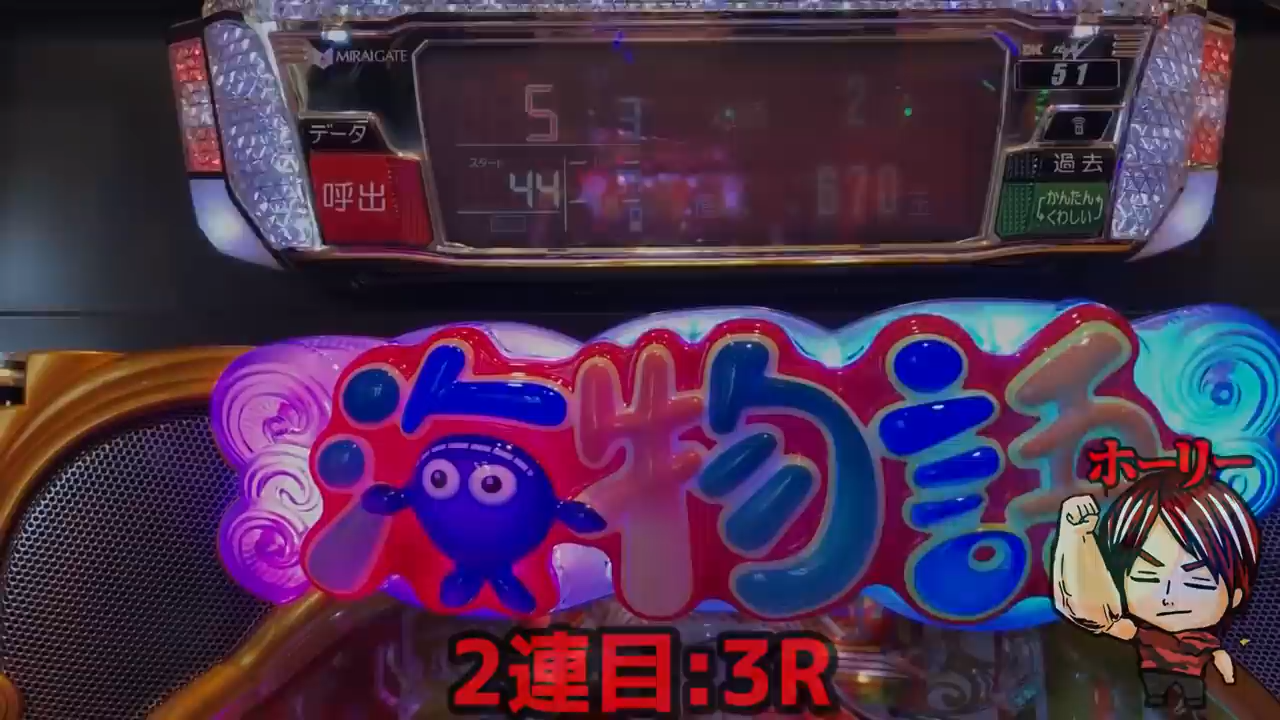 MIRAIGATE
51
データ
呼出
5
3
2
スタート
44
670
過去
かんたん
くわしい
海物語
ホーリー
2連目:3R